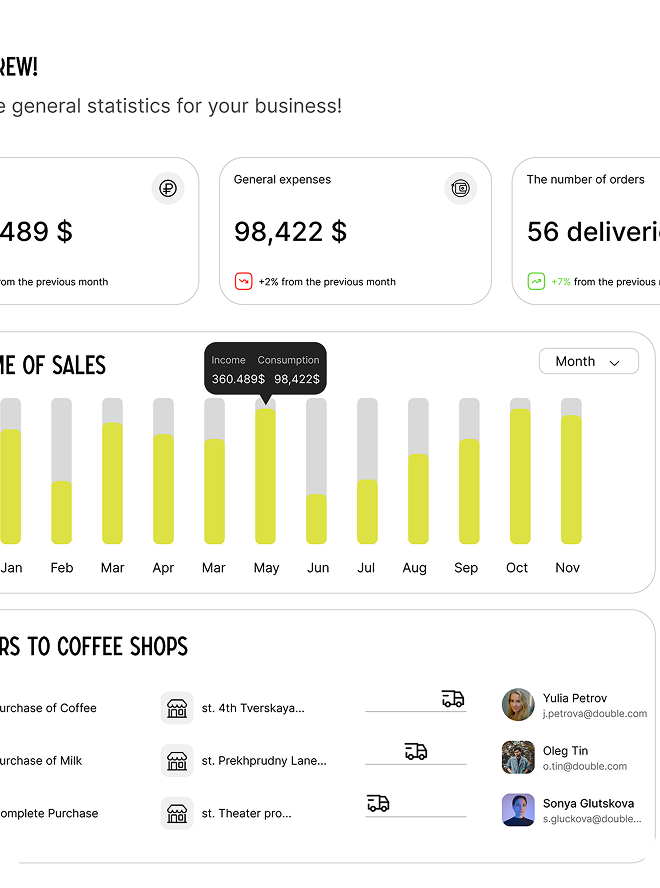 REW!
e general statistics for your business!
489 $
om the previous month
General expenses
98,422 $
+2% from the previous month
The number of orders
56 deliveri
+7% from the previous
ME OF SALES
Month
Income Consumption
360.489$ 98,422$
Jan Feb Mar Apr Mar May Jun Jul Aug Sep Oct Nov
RS TO COFFEE SHOPS
urchase of Coffee
st. 4th Tverskaya...
Yulia Petrov
j.petrova@double.com
urchase of Milk
st. Prekhprudny Lane...
Oleg Tin
o.tin@double.com
omplete Purchase
st. Theater pro...
Sonya Glutskova
s.gluckova@double...